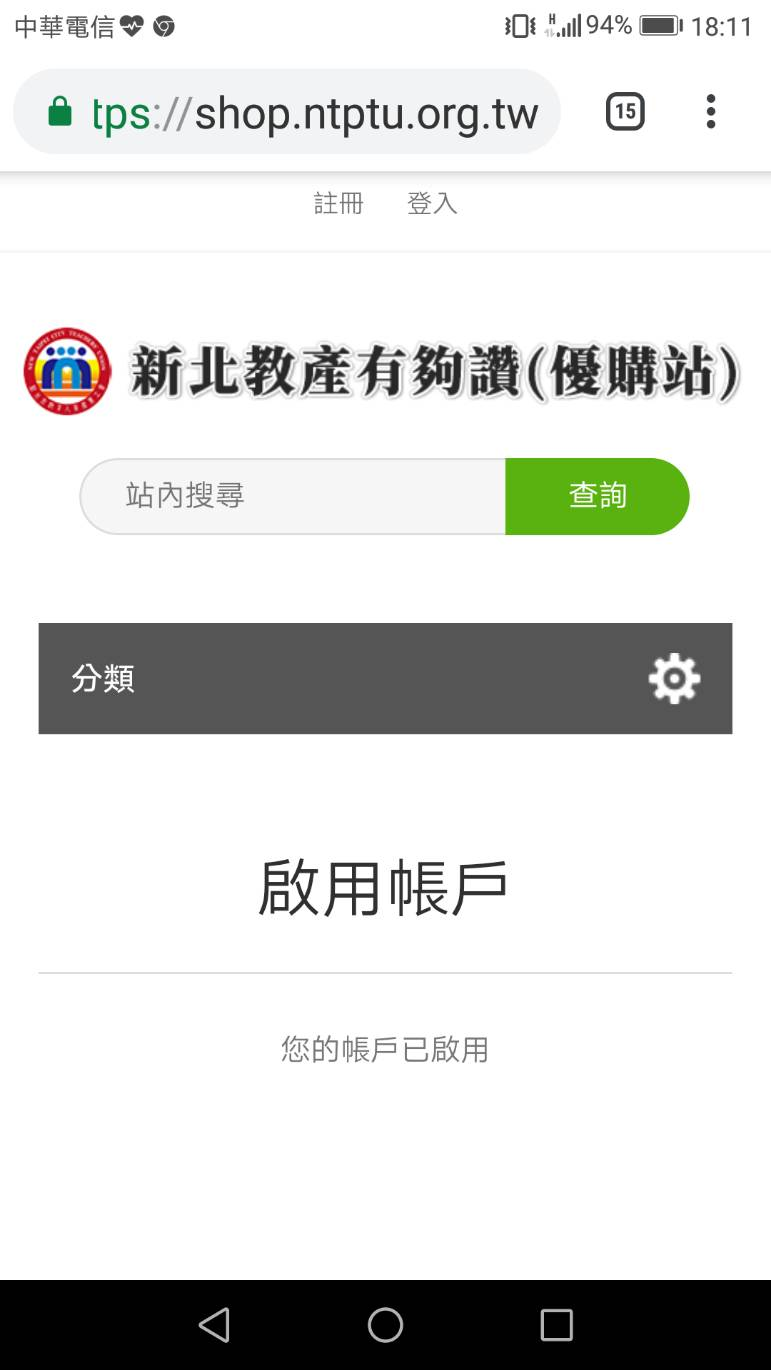 中華電信 94% 18:11
tps://shop.ntptu.org.tw 15
註冊 登入
新北教產有夠讚(優購站)
站內搜尋 查詢
分類
啟用帳戶
您的帳戶已啟用